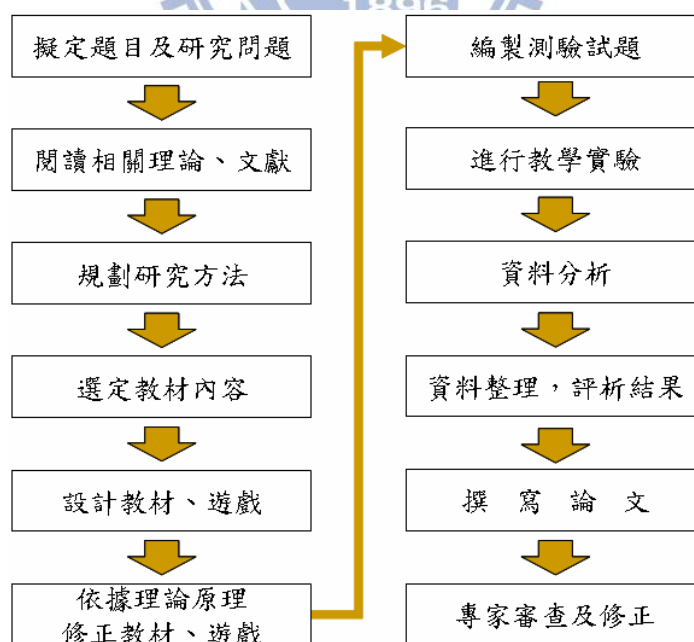 1896
擬定題目及研究問題
閱讀相關理論、文獻
規劃研究方法
選定教材內容
設計教材、遊戲
依據理論原理
修正教材、遊戲
編製測驗試題
進行教學實驗
資料分析
資料整理，評析結果
撰寫論文
專家審查及修正